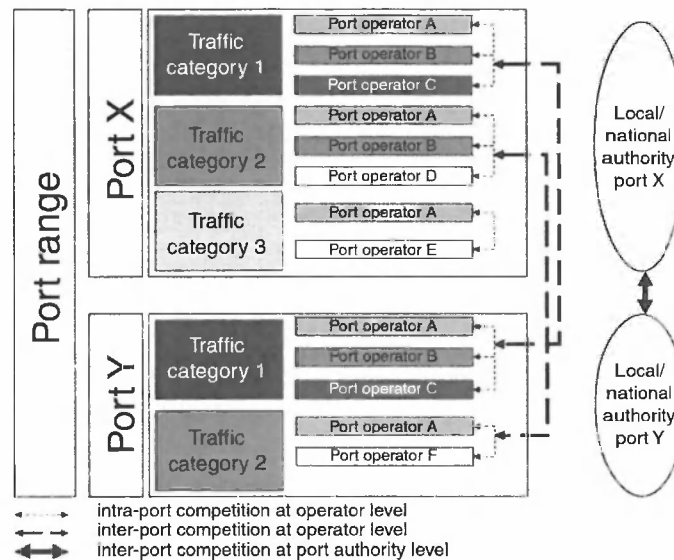 Port range
Port X
Traffic
category 1
Port operator A
Port operator B
Port operator C
Traffic
category 2
Port operator A
Port operator B
Port operator D
Traffic
category 3
Port operator A
Port operator E
Local/
national
authority
port X
Port Y
Traffic
category 1
Port operator A
Port operator B
Port operator C
Traffic
category 2
Port operator A
Port operator F
Local/
national
authority
port Y
intra-port competition at operator level
inter-port competition at operator level
inter-port competition at port authority level